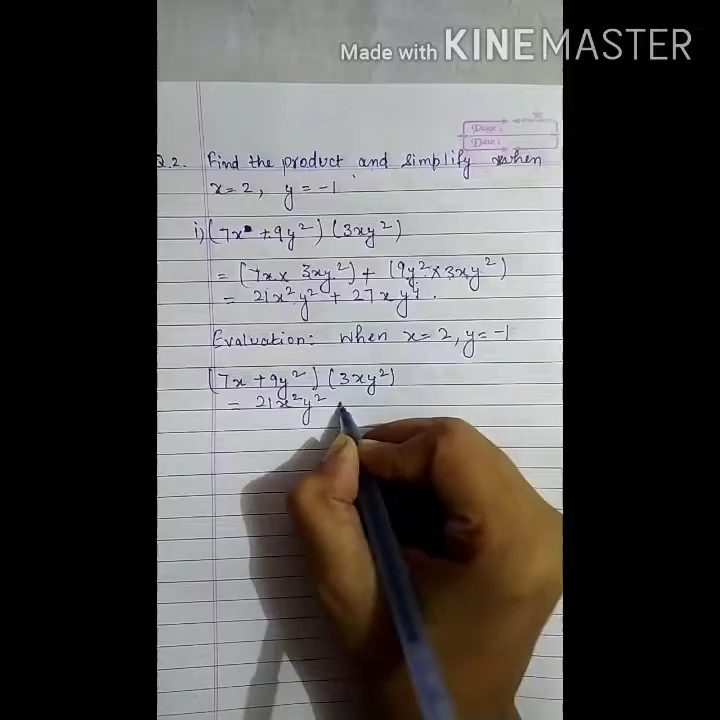 Made with KINEMASTER
Page:
Date:
Q.2. Find the product and simplify when
x = 2, y = -1
i) (7x + 9y²) (3xy²)
= (7x × 3xy²) + (9y² × 3xy²)
= 21x²y² + 27xy⁴.
Evaluation: when x = 2, y = -1
(7x + 9y²) (3xy²)
= 21x²y²